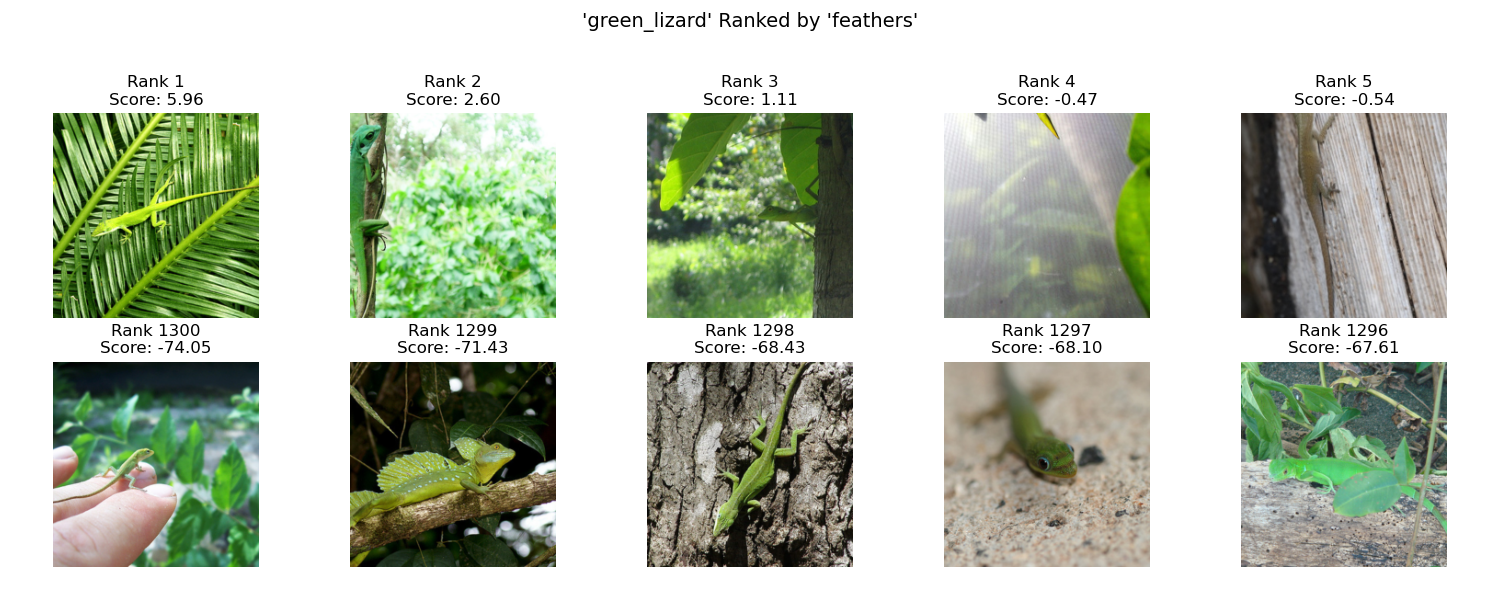 'green_lizard' Ranked by 'feathers'
Rank 1
Score: 5.96
Rank 2
Score: 2.60
Rank 3
Score: 1.11
Rank 4
Score: -0.47
Rank 5
Score: -0.54
Rank 1300
Score: -74.05
Rank 1299
Score: -71.43
Rank 1298
Score: -68.43
Rank 1297
Score: -68.10
Rank 1296
Score: -67.61